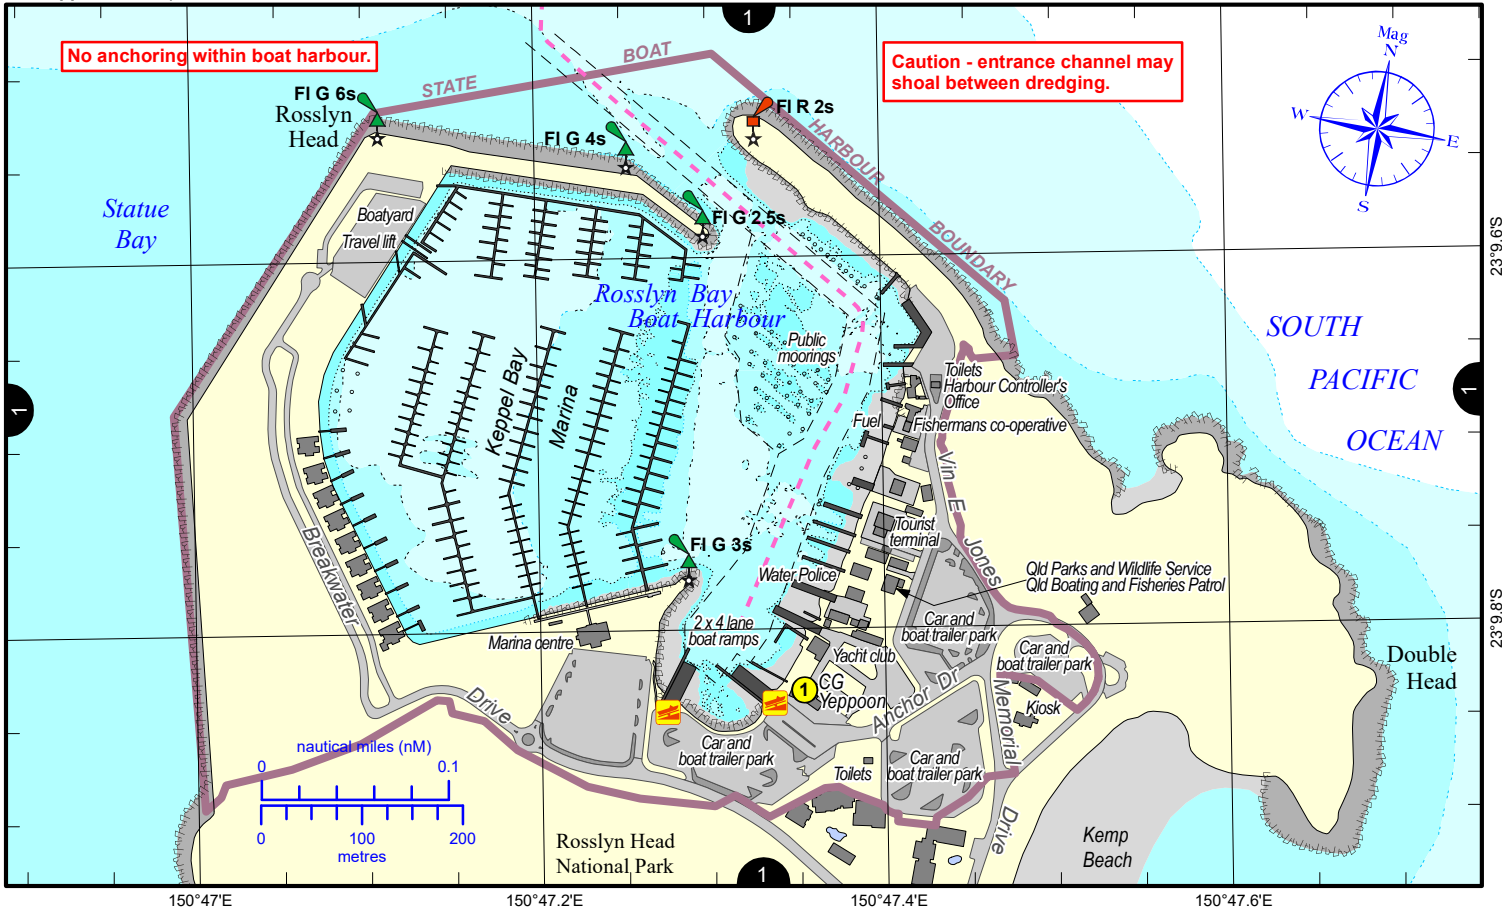 1
No anchoring within boat harbour.
Caution - entrance channel may
shoal between dredging.
Mag
N
W
E
S
STATE
BOAT
HARBOUR
BOUNDARY
Fl G 6s
Rosslyn
Head
Fl G 4s
Fl R 2s
Fl G 2.5s
Statue
Bay
Boatyard
Travel lift
23°9.6'S
Rosslyn Bay
Boat Harbour
Public
moorings
SOUTH
PACIFIC
OCEAN
Toilets
Harbour Controller's
Office
Fishermans co-operative
Fuel
1
1
Keppel Bay
Marina
Vin E Jones
Memorial
Drive
Tourist
terminal
Fl G 3s
Water Police
Qld Parks and Wildlife Service
Qld Boating and Fisheries Patrol
Breakwater
Drive
Marina centre
2 x 4 lane
boat ramps
Car and
boat trailer park
Car and
boat trailer park
23°9.8'S
Yacht club
1
CG
Yeppoon
Anchor Dr
Kiosk
Double
Head
Car and
boat trailer park
Toilets
Car and
boat trailer park
nautical miles (nM)
0
0.1
0
100
200
metres
Rosslyn Head
National Park
Kemp
Beach
1
150°47'E
150°47.2'E
150°47.4'E
150°47.6'E